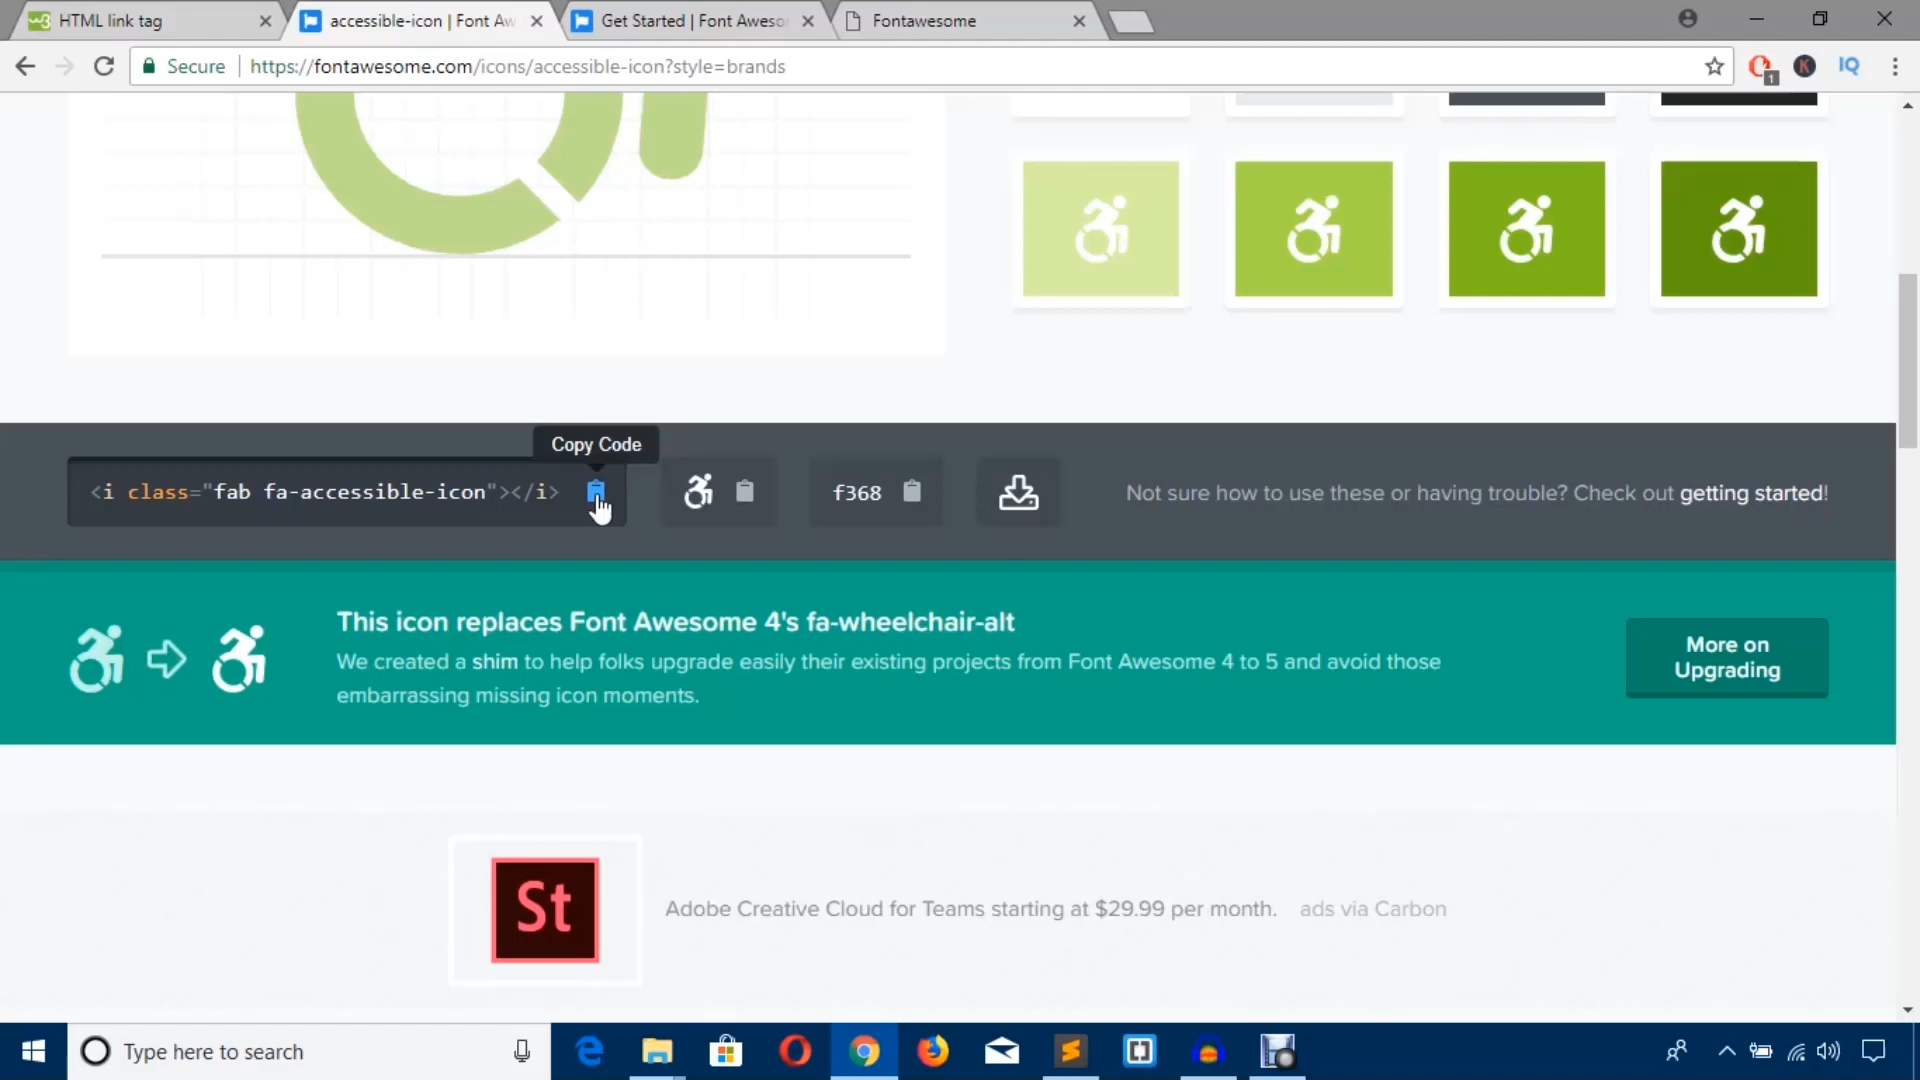 HTML link tag
accessible-icon | Font Aw
Get Started | Font Aweso
Fontawesome
Secure
https://fontawesome.com/icons/accessible-icon?style=brands
1
K
IQ
Copy Code
<i class="fab fa-accessible-icon"></i>
f368
Not sure how to use these or having trouble? Check out getting started!
This icon replaces Font Awesome 4's fa-wheelchair-alt
We created a shim to help folks upgrade easily their existing projects from Font Awesome 4 to 5 and avoid those
embarrassing missing icon moments.
More on
Upgrading
St
Adobe Creative Cloud for Teams starting at $29.99 per month.
ads via Carbon
Type here to search